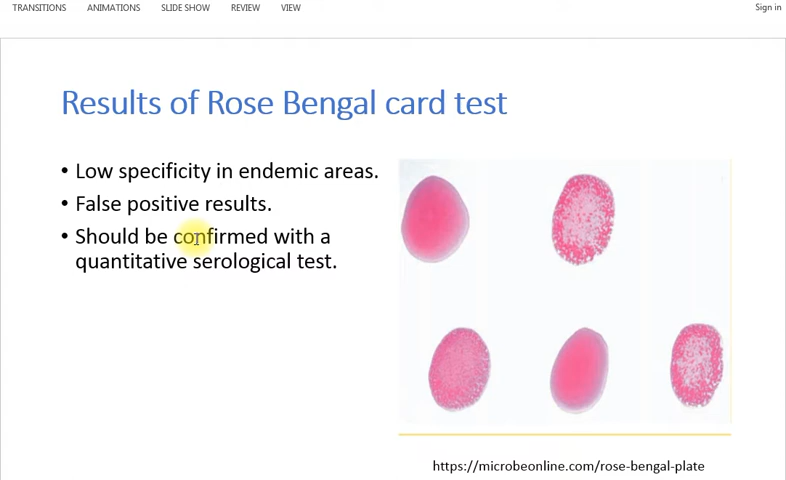 TRANSITIONS ANIMATIONS SLIDE SHOW REVIEW VIEW Sign in
Results of Rose Bengal card test
• Low specificity in endemic areas.
• False positive results.
• Should be confirmed with a
quantitative serological test.
https://microbeonline.com/rose-bengal-plate